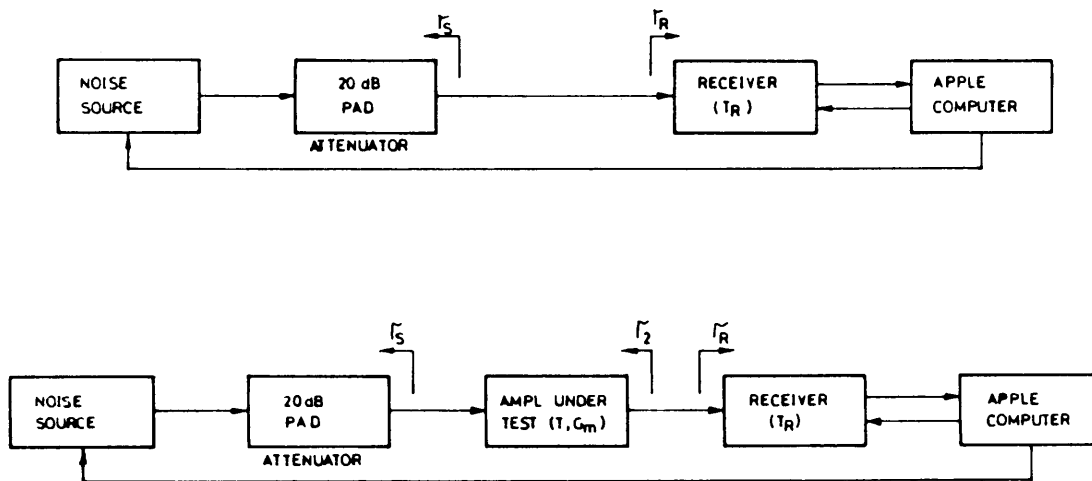 Γ_S
Γ_R
NOISE
SOURCE
20 dB
PAD
ATTENUATOR
RECEIVER
(T_R)
APPLE
COMPUTER
Γ_S
Γ_2
Γ_R
NOISE
SOURCE
20 dB
PAD
ATTENUATOR
AMPL UNDER
TEST (T, G_m)
RECEIVER
(T_R)
APPLE
COMPUTER